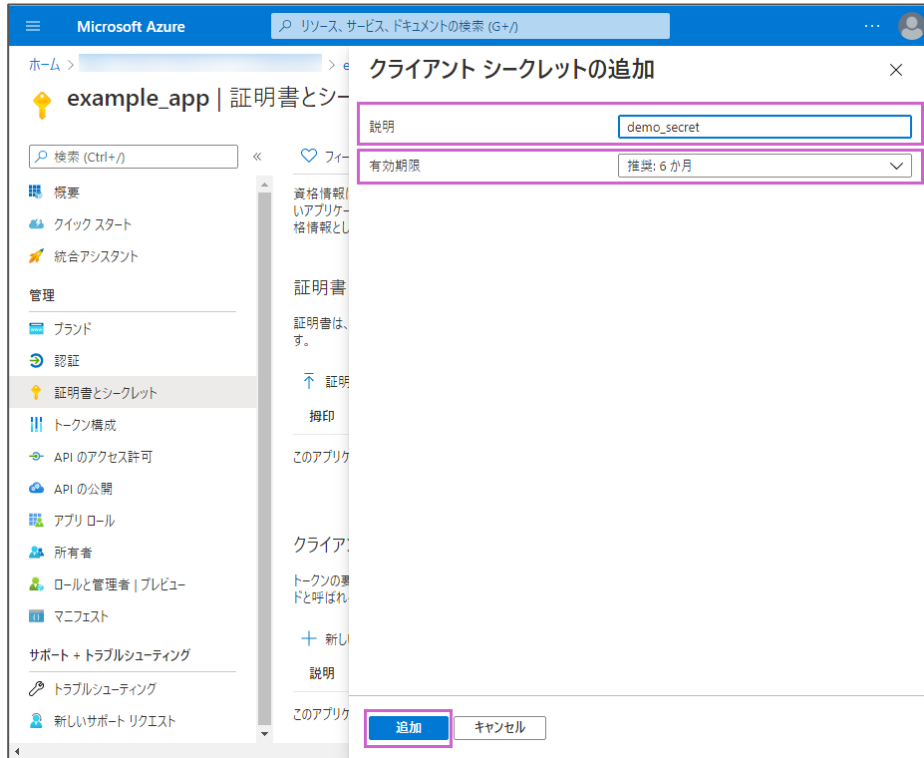 Microsoft Azure
リソース、サービス、ドキュメントの検索 (G+/)
ホーム >
> e
example_app | 証明書とシー
検索 (Ctrl+/)
概要
クイック スタート
統合アシスタント
管理
ブランド
認証
証明書とシークレット
トークン構成
API のアクセス許可
API の公開
アプリ ロール
所有者
ロールと管理者 | プレビュー
マニフェスト
サポート + トラブルシューティング
トラブルシューティング
新しいサポート リクエスト
フィー
資格情報
いアプリケー
格情報とし
証明書
証明書は、
す。
証明
拇印
このアプリケ
クライア
トークンの要
ドと呼ばれ
新し
説明
このアプリケ
クライアント シークレットの追加
説明
demo_secret
有効期限
推奨: 6 か月
追加
キャンセル